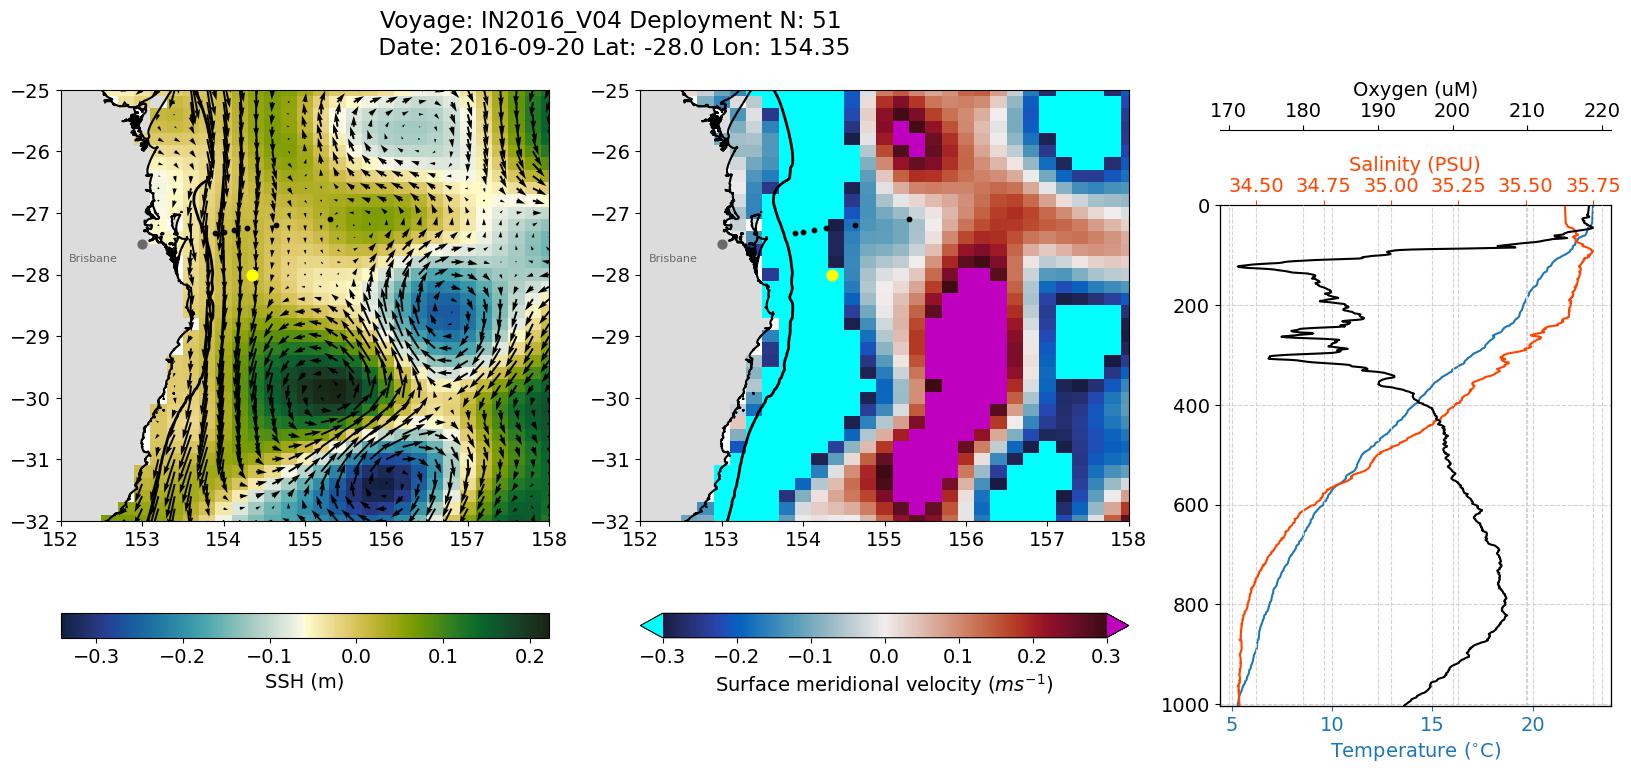 Voyage: IN2016_V04 Deployment N: 51
Date: 2016-09-20 Lat: -28.0 Lon: 154.35
−25
−26
−27
−28
−29
−30
−31
−32
152 153 154 155 156 157 158
Brisbane
−0.3 −0.2 −0.1 0.0 0.1 0.2
SSH (m)
−25
−26
−27
−28
−29
−30
−31
−32
152 153 154 155 156 157 158
Brisbane
−0.3 −0.2 −0.1 0.0 0.1 0.2 0.3
Surface meridional velocity (ms⁻¹)
Oxygen (uM)
170 180 190 200 210 220
Salinity (PSU)
34.50 34.75 35.00 35.25 35.50 35.75
0
200
400
600
800
1000
5 10 15 20
Temperature (°C)